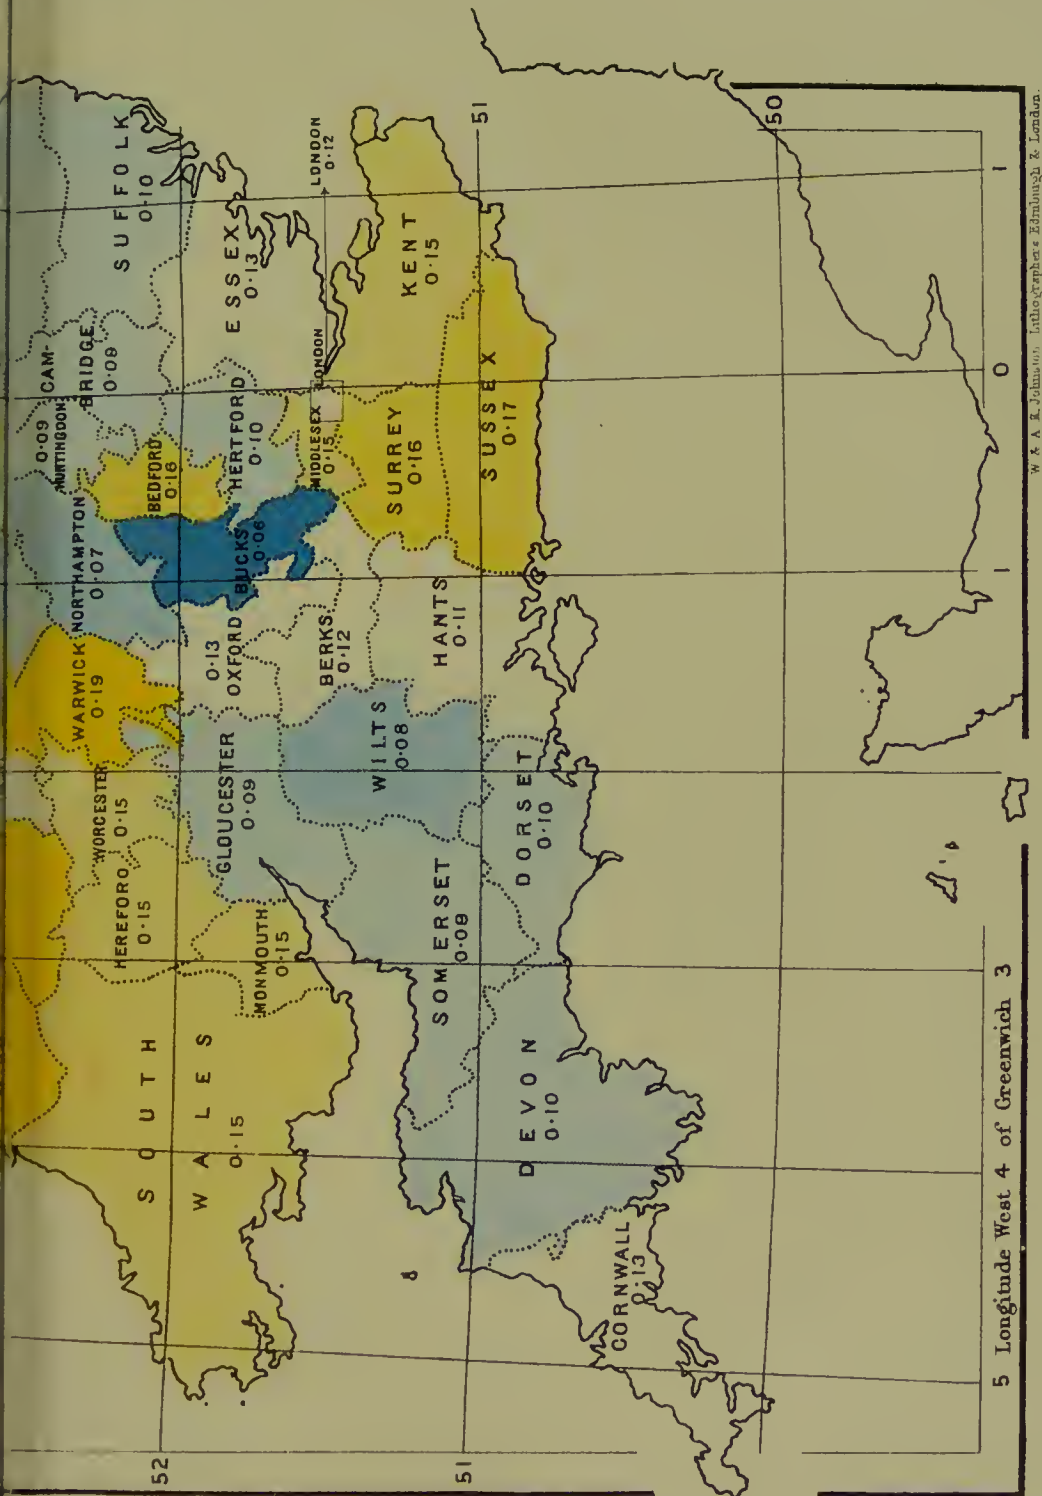 SUFFOLK
0·10
CAM-
BRIDGE
0·09
0·09
HUNTINGDON
NORTHAMPTON
0·07
WARWICK
0·19
WORCESTER
0·15
HEREFORD
0·15
52
BEDFORD
0·16
ESSEX
0·13
HERTFORD
0·10
BUCKS
0·06
0·13
OXFORD
GLOUCESTER
0·09
MONMOUTH
0·15
SOUTH
WALES
0·15
LONDON
0·12
LONDON
MIDDLESEX
0·15
BERKS
0·12
KENT
0·15
SURREY
0·16
SUSSEX
0·17
HANTS
0·11
WILTS
0·08
SOMERSET
0·09
DORSET
0·10
DEVON
0·10
CORNWALL
0·13
51
51
50
5 Longitude West 4 of Greenwich 3
1
0
1
W & A. K. Johnston, Lithographers Edinburgh & London.